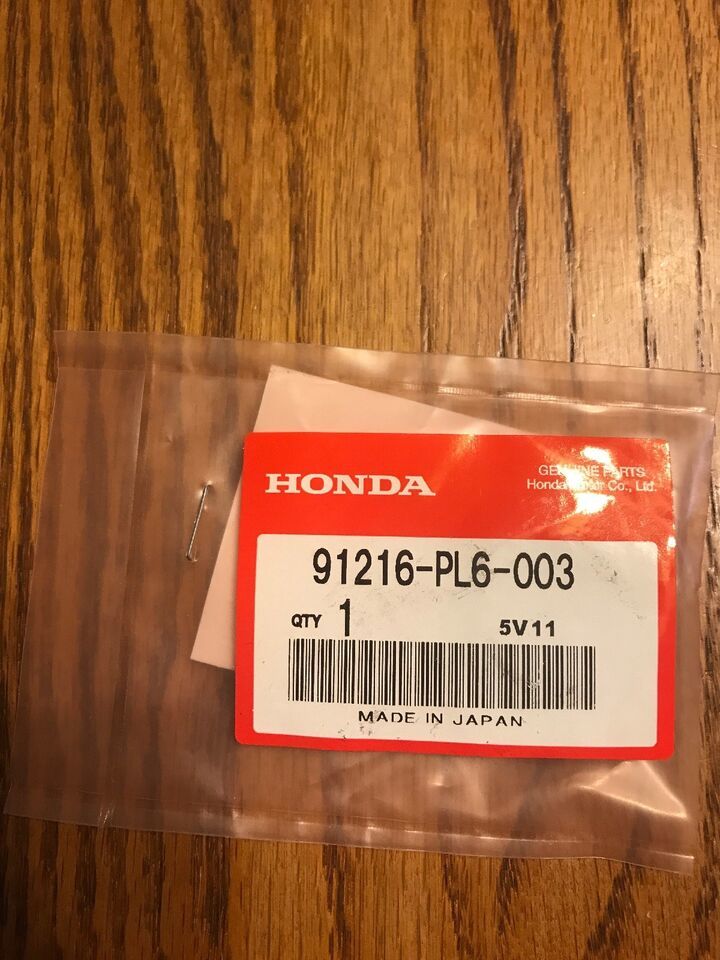 HONDA
GENUINE PARTS
Honda Motor Co., Ltd.
91216-PL6-003
QTY 1
5V11
MADE IN JAPAN